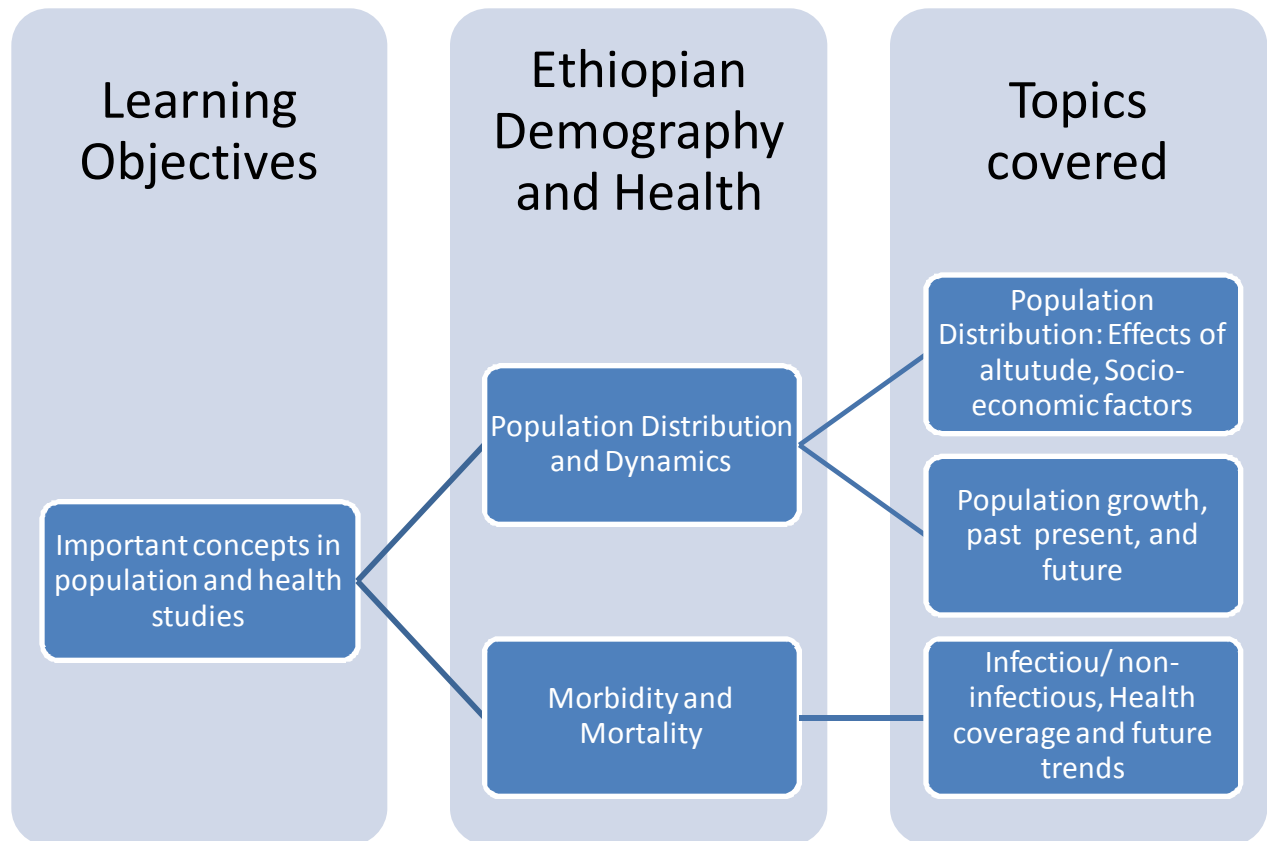 Learning
Objectives
Ethiopian
Demography
and Health
Topics
covered
Important concepts in
population and health
studies
Population Distribution
and Dynamics
Morbidity and
Mortality
Population
Distribution: Effects of
altutude, Socio-
economic factors
Population growth,
past present, and
future
Infectiou/ non-
infectious, Health
coverage and future
trends